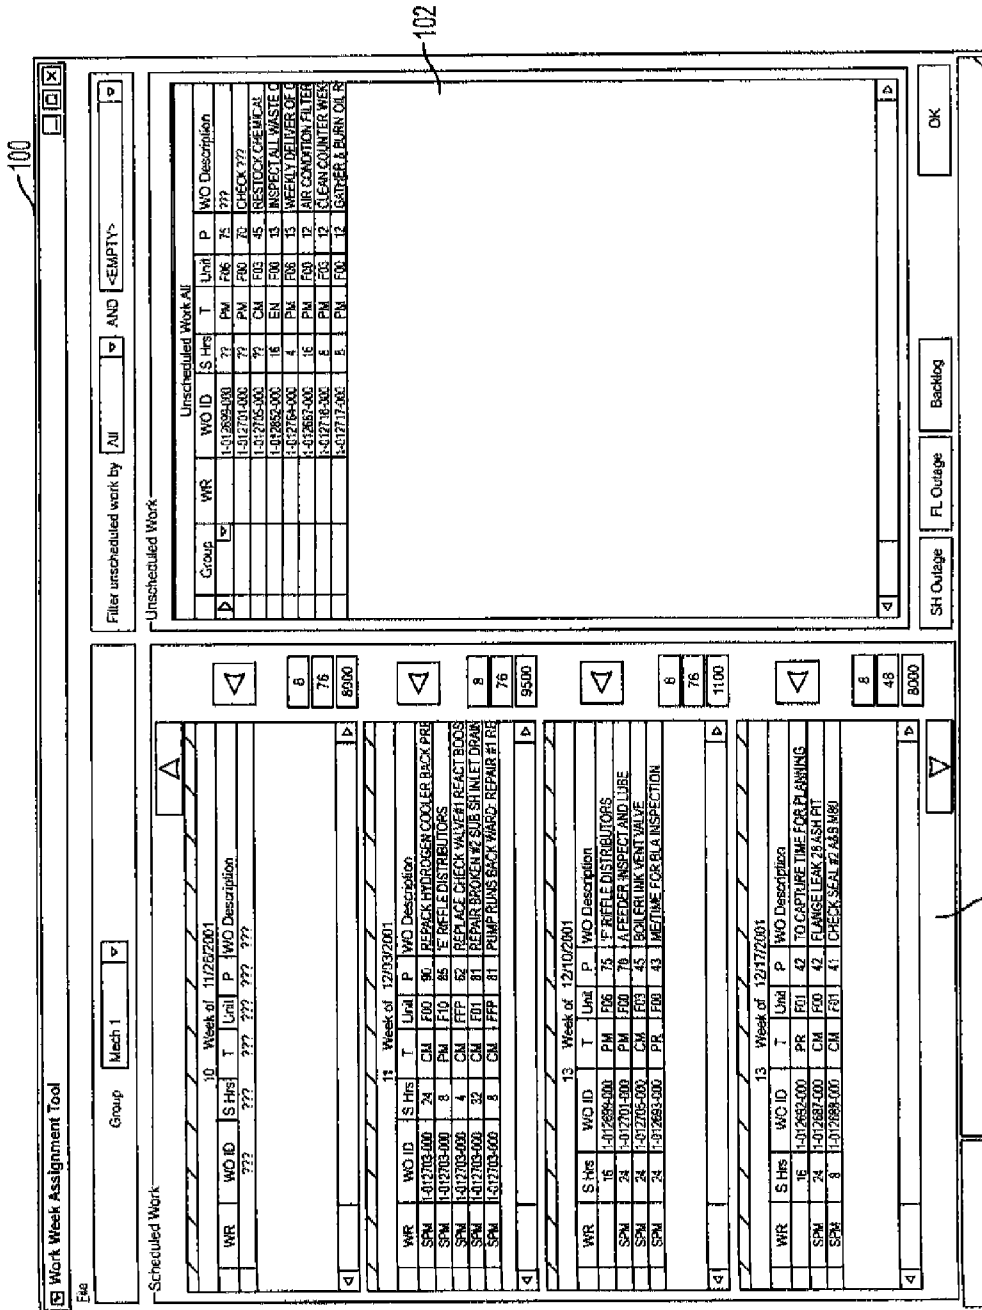 100
Work Week Assignment Tool
File
Group Mech 1
Filter unscheduled work by All AND <EMPTY>
Scheduled Work
10 Week of 11/26/2001
WR WO ID S Hrs T Unit P WO Description
??? ??? ??? ??? ??? ???
8
76
8900
11 Week of 12/03/2001
WR WO ID S Hrs T Unit P WO Description
SPM 1-012703-000 24 CM F00 90 REPACK HYDROGEN COOLER BACK PRE
SPM 1-012703-000 8 PM F10 85 'E' RIFFLE DISTRIBUTORS
SPM 1-012703-000 4 CM FFP 62 REPLACE CHECK VALVE#1 REACT BOOS
SPM 1-012703-000 32 CM F01 81 REPAIR BROKEN #2 SUB SH INLET DRAIN
SPM 1-012703-000 8 CM FFP 81 PUMP RUNS BACK WARD- REPAIR #1 RE
8
76
9500
13 Week of 12/10/2001
WR S Hrs WO ID T Unit P WO Description
16 1-012699-000 PM F06 75 'F' RIFFLE DISTRIBUTORS
SPM 24 1-012701-000 PM F00 70 A FEEDER INSPECT AND LUBE
SPM 24 1-012705-000 CM F03 45 BOILER LINK VENT VALVE
SPM 24 1-012693-000 PR F00 43 ME/TIME FOR BLA INSPECTION
8
76
1100
13 Week of 12/17/2001
WR S Hrs WO ID T Unit P WO Description
16 1-012692-000 PR F01 42 TO CAPTURE TIME FOR PLANNING
SPM 24 1-012687-000 CM F00 42 FLANGE LEAK 28 ASH PIT
SPM 8 1-012688-000 CM F01 41 CHECK SEAL #2 A&B M80
8
48
8000
Unscheduled Work
Unscheduled Work All
Group WR WO ID S Hrs T Unit P WO Description
1-012699-000 ?? PM F06 75 ???
1-012701-000 ?? PM F00 70 CHECK ???
1-012705-000 ?? CM F03 45 RESTOCK CHEMICAL
1-012852-000 16 EN F00 13 INSPECT ALL WASTE C
1-012764-000 4 PM F06 13 WEEKLY DELIVER OF C
1-012667-000 16 PM F00 12 AIR CONDITION FILTER
1-012718-000 8 PM F03 12 CLEAN COUNTER WEK
1-012717-000 8 PM F00 12 GATHER & BURN OIL R
102
SH Outage FL Outage Backlog OK